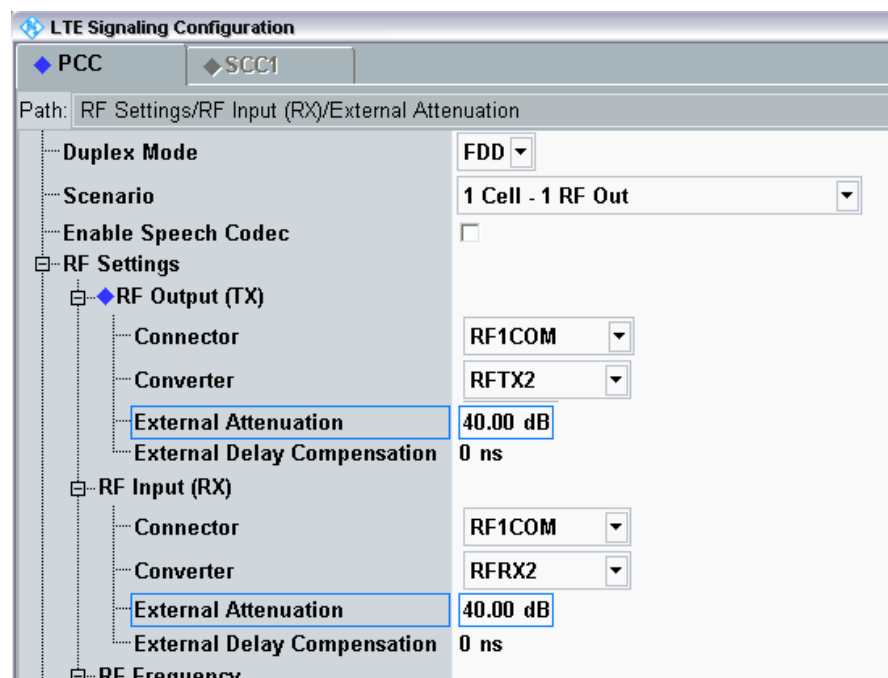 LTE Signaling Configuration
PCC SCC1
Path: RF Settings/RF Input (RX)/External Attenuation
Duplex Mode FDD
Scenario 1 Cell - 1 RF Out
Enable Speech Codec
RF Settings
RF Output (TX)
Connector RF1COM
Converter RFTX2
External Attenuation 40.00 dB
External Delay Compensation 0 ns
RF Input (RX)
Connector RF1COM
Converter RFRX2
External Attenuation 40.00 dB
External Delay Compensation 0 ns
RF Frequency